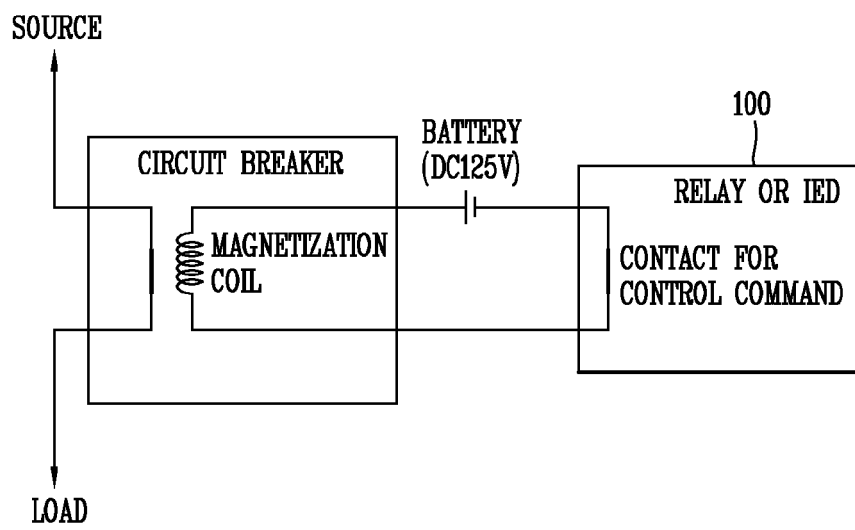 SOURCE
100
BATTERY
(DC125V)
CIRCUIT BREAKER
RELAY OR IED
MAGNETIZATION
COIL
CONTACT FOR
CONTROL COMMAND
LOAD